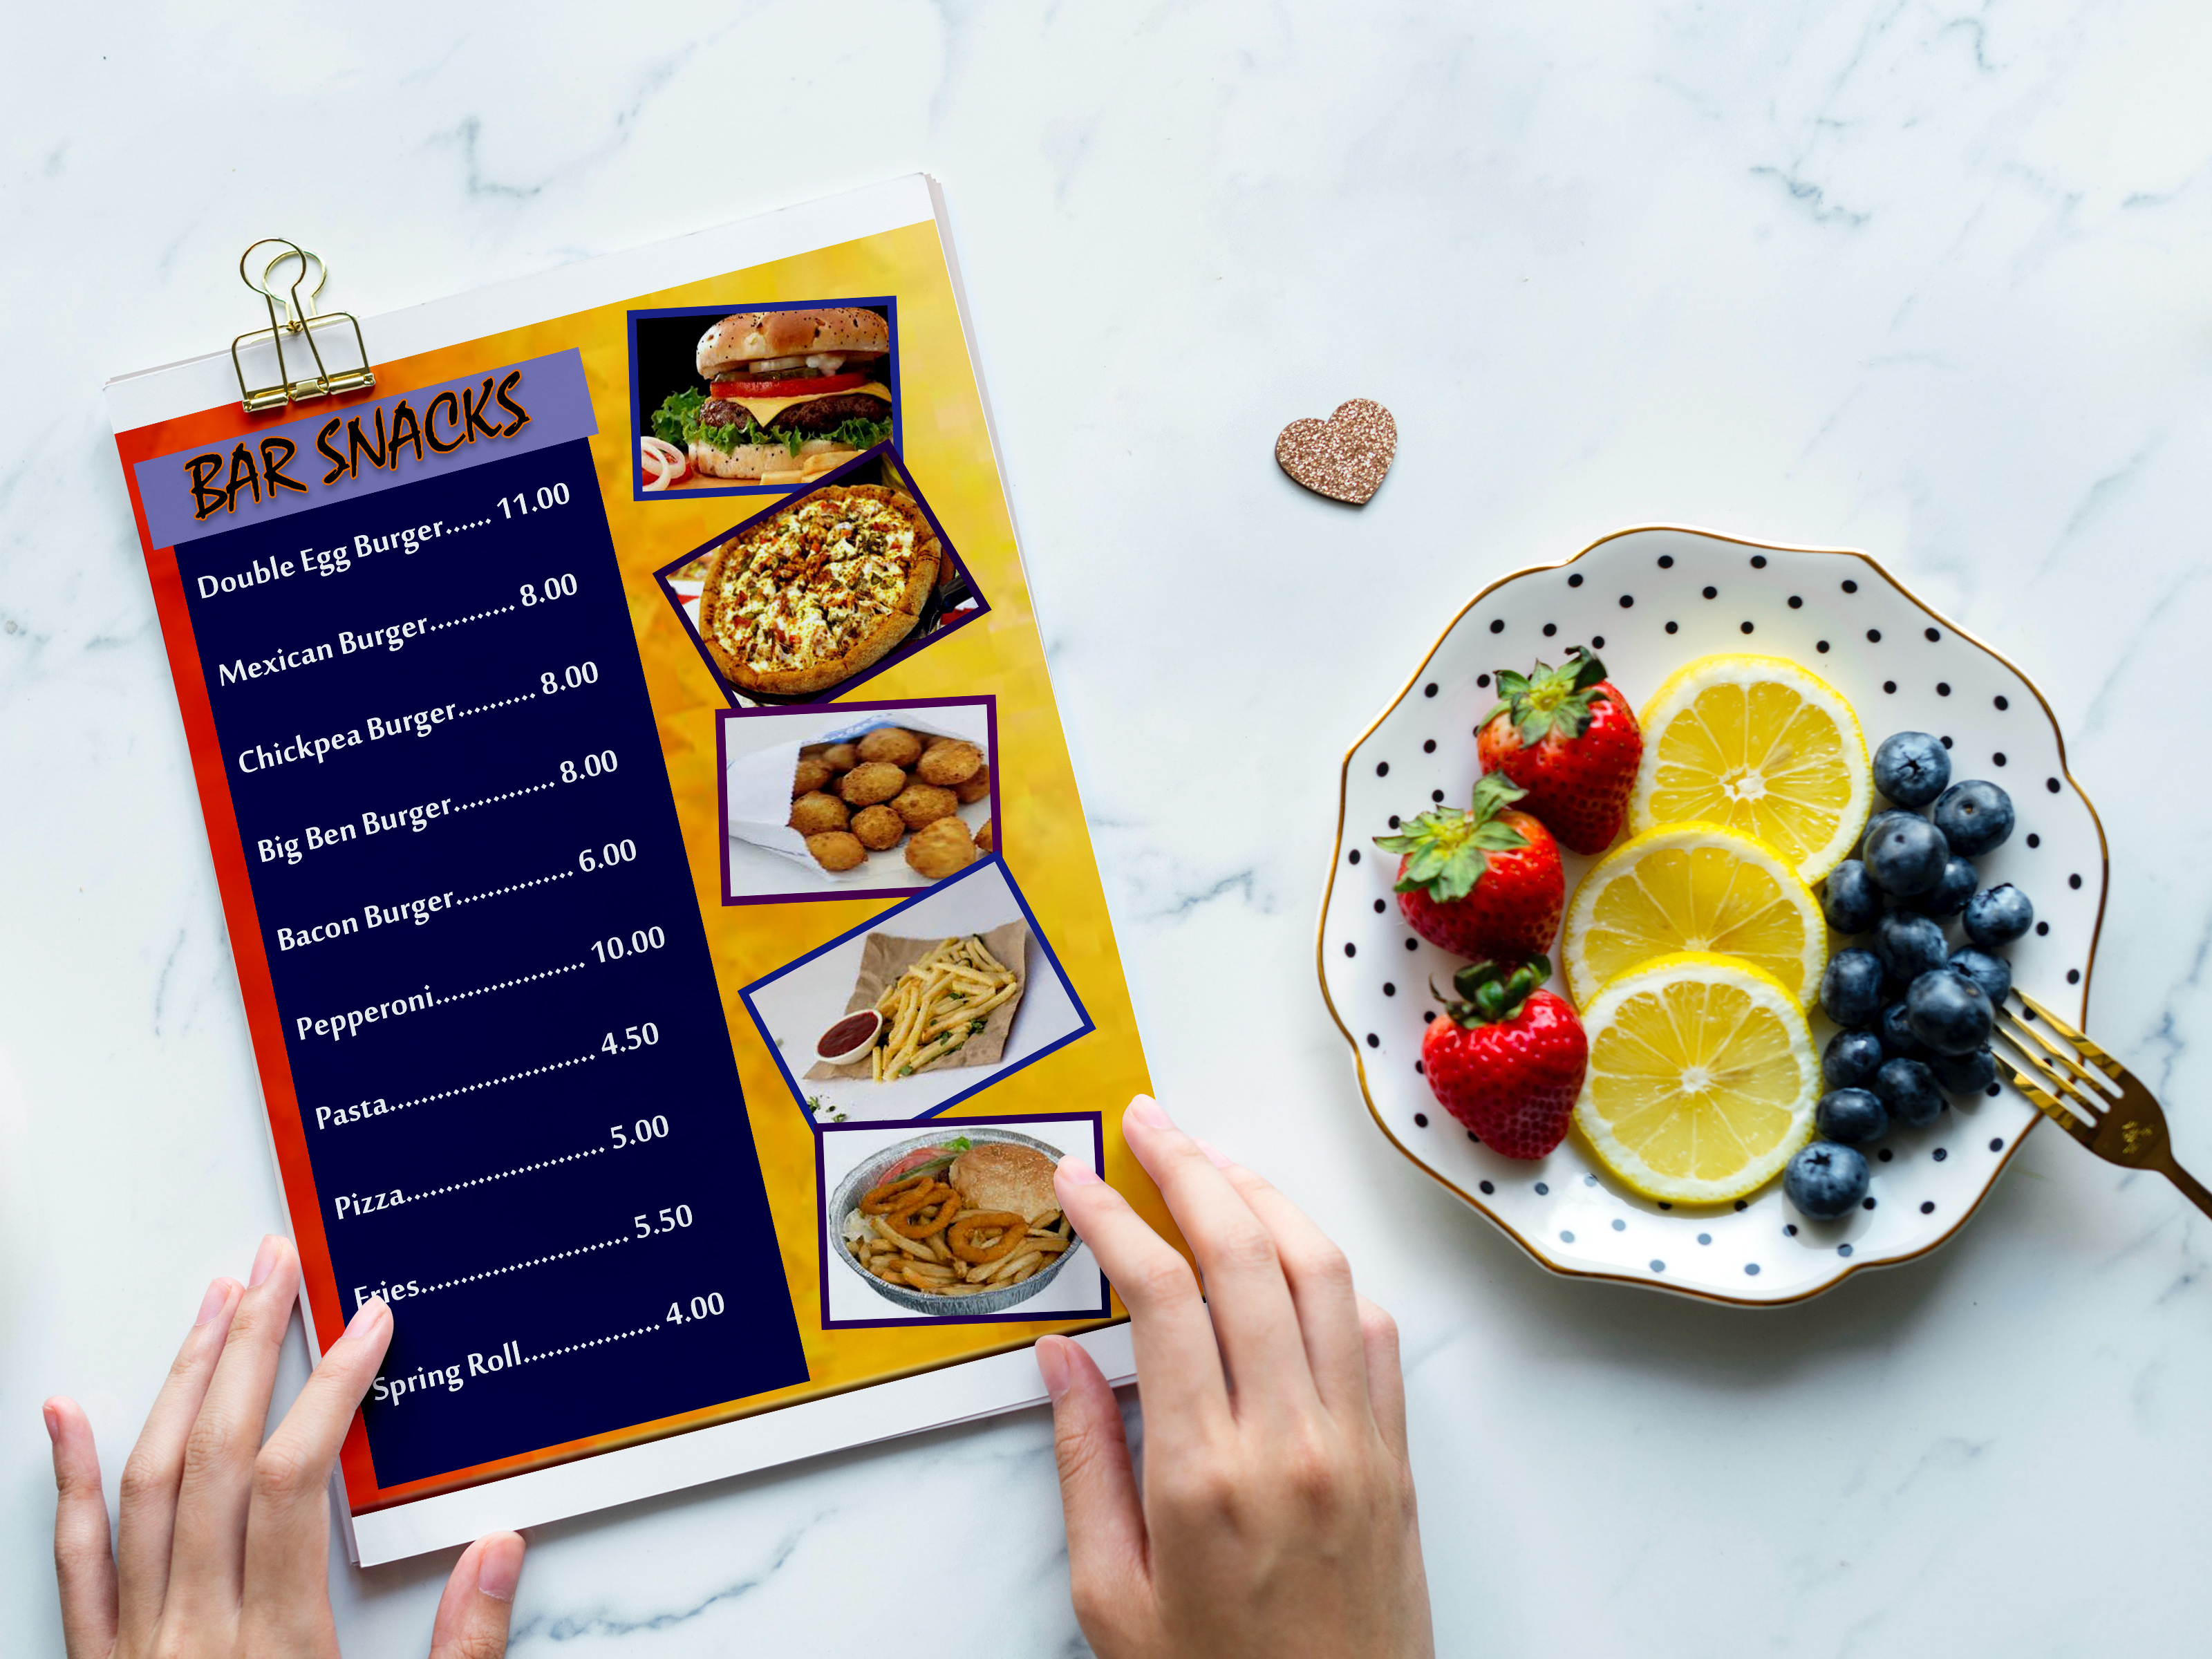 BAR SNACKS
Double Egg Burger...... 11.00
Mexican Burger........... 8.00
Chickpea Burger.......... 8.00
Big Ben Burger............. 8.00
Bacon Burger............... 6.00
Pepperoni................... 10.00
Pasta........................... 4.50
Pizza.......................... 5.00
Fries........................... 5.50
Spring Roll.................. 4.00